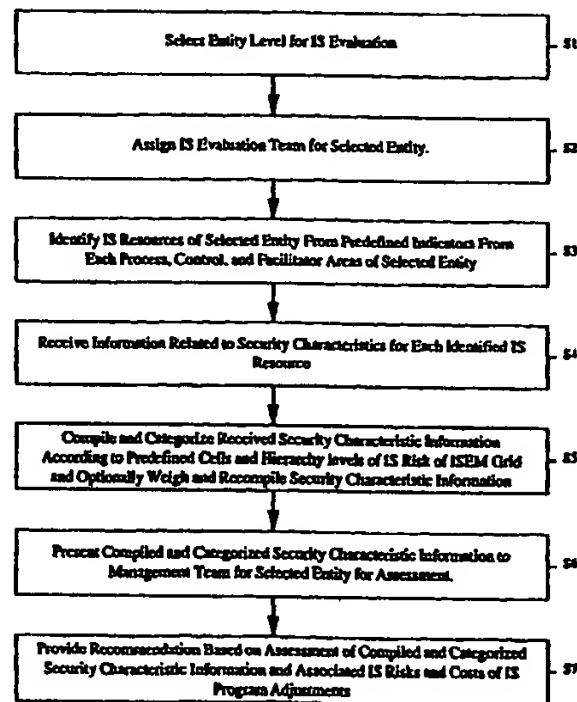 Select Entity Level for IS Evaluation
S1
Assign IS Evaluation Team for Selected Entity.
S2
Identify IS Resources of Selected Entity From Predefined Indicators From
Each Process, Control, and Facilitator Areas of Selected Entity
S3
Receive Information Related to Security Characteristics for Each Identified IS
Resource
S4
Compile and Categorize Received Security Characteristic Information
According to Predefined Cells and Hierarchy levels of IS Risk of ISEM Grid
and Optionally Weigh and Recompile Security Characteristic Information
S5
Present Compiled and Categorized Security Characteristic Information to
Management Team for Selected Entity for Assessment.
S6
Provide Recommendation Based on Assessment of Compiled and Categorized
Security Characteristic Information and Associated IS Risks and Costs of IS
Program Adjustments
S7